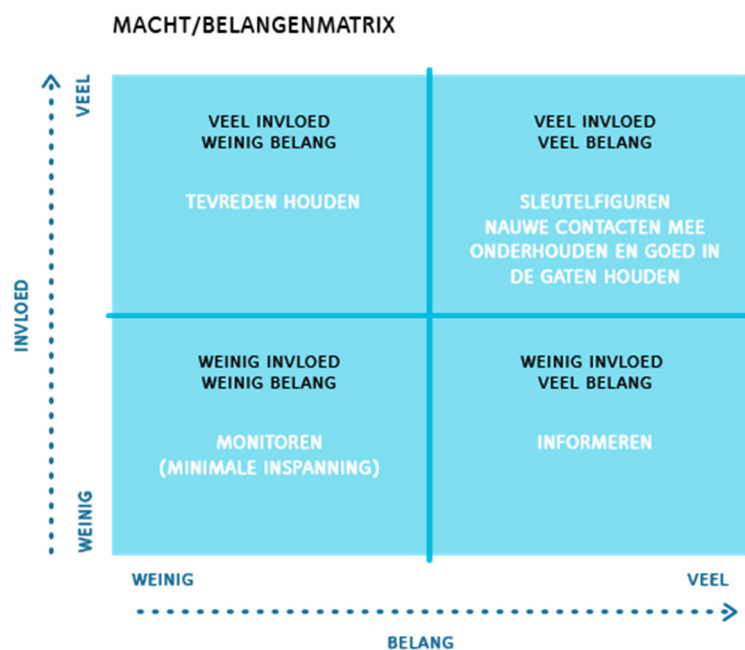 MACHT/BELANGENMATRIX
VEEL
VEEL INVLOED
WEINIG BELANG
TEVREDEN HOUDEN
VEEL INVLOED
VEEL BELANG
SLEUTELFIGUREN
NAUWE CONTACTEN MEE
ONDERHOUDEN EN GOED IN
DE GATEN HOUDEN
INVLOED
WEINIG INVLOED
WEINIG BELANG
MONITOREN
(MINIMALE INSPANNING)
WEINIG INVLOED
VEEL BELANG
INFORMEREN
WEINIG
WEINIG
VEEL
BELANG